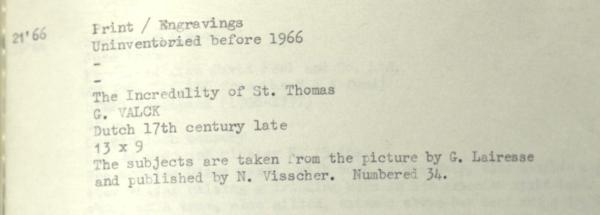 21'66
Print / Engravings
Uninventoried before 1966
-
-
The Incredulity of St. Thomas
G. VALCK
Dutch 17th century late
13 x 9
The subjects are taken from the picture by G. Lairesse
and published by N. Visscher. Numbered 34.